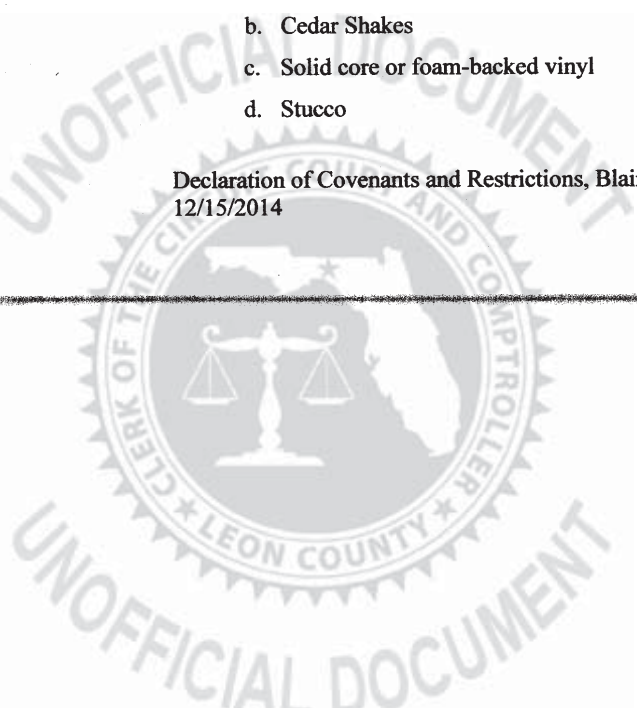 b. Cedar Shakes
c. Solid core or foam-backed vinyl
d. Stucco
Declaration of Covenants and Restrictions, Blai
12/15/2014
UNOFFICIAL DOCUMENT
CLERK OF THE CIRCUIT COURT AND COMPTROLLER
LEON COUNTY
UNOFFICIAL DOCUMENT